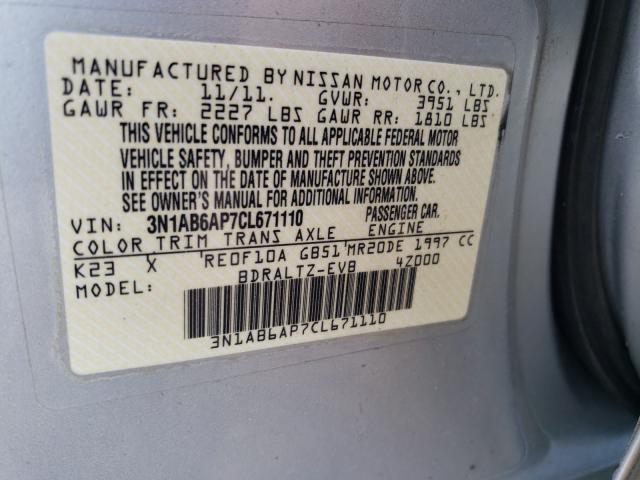 MANUFACTURED BY NISSAN MOTOR CO., LTD.
DATE: 11/11. GVWR: 3951 LBS
GAWR FR: 2227 LBS GAWR RR: 1810 LBS
THIS VEHICLE CONFORMS TO ALL APPLICABLE FEDERAL MOTOR
VEHICLE SAFETY, BUMPER AND THEFT PREVENTION STANDARDS
IN EFFECT ON THE DATE OF MANUFACTURE SHOWN ABOVE.
SEE OWNER'S MANUAL FOR ADDITIONAL INFORMATION.
VIN: 3N1AB6AP7CL671110 PASSENGER CAR.
COLOR TRIM TRANS AXLE ENGINE
K23 X RE0F10A GB51 MR20DE 1997 CC
MODEL: BDRALTZ-EVB 4Z000
3N1AB6AP7CL671110